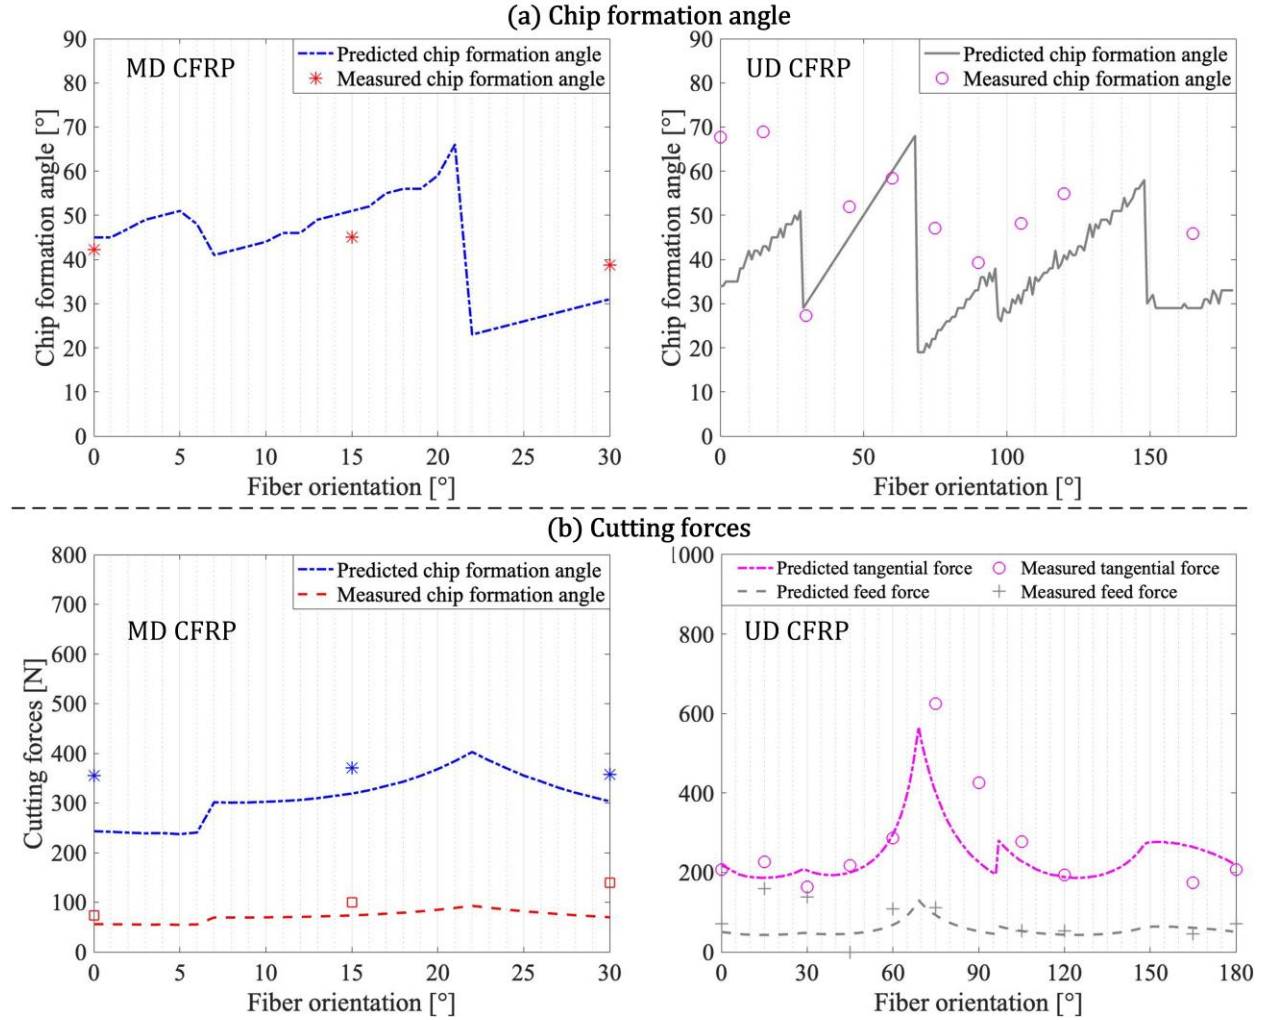 (a) Chip formation angle
90
80
70
60
50
40
30
20
10
0
Chip formation angle [°]
MD CFRP
Predicted chip formation angle
Measured chip formation angle
0 5 10 15 20 25 30
Fiber orientation [°]
90
80
70
60
50
40
30
20
10
0
Chip formation angle [°]
UD CFRP
Predicted chip formation angle
Measured chip formation angle
0 50 100 150
Fiber orientation [°]
(b) Cutting forces
800
700
600
500
400
300
200
100
0
Cutting forces [N]
MD CFRP
Predicted chip formation angle
Measured chip formation angle
0 5 10 15 20 25 30
Fiber orientation [°]
1000
800
600
400
200
0
Predicted tangential force Measured tangential force
Predicted feed force Measured feed force
UD CFRP
0 30 60 90 120 150 180
Fiber orientation [°]